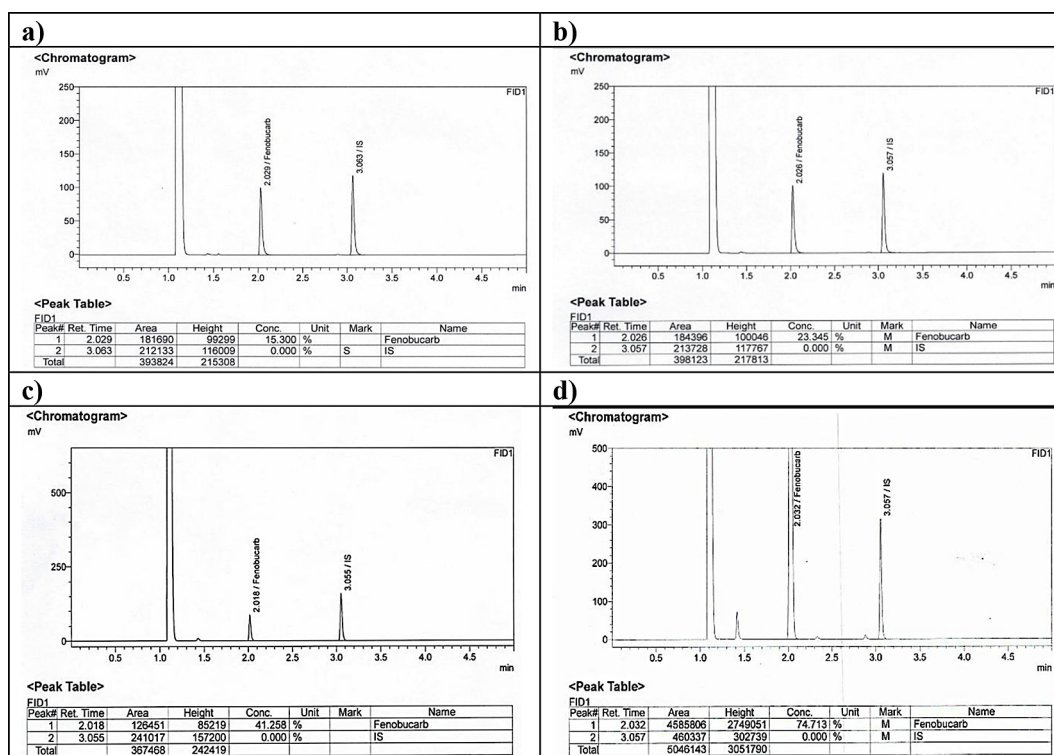 a)
<Chromatogram>
mV
FID1
250
200
150
100
50
0
2.029 / Fenobucarb
3.063 / IS
0.5 1.0 1.5 2.0 2.5 3.0 3.5 4.0 4.5
min
<Peak Table>
FID1
Peak# Ret. Time Area Height Conc. Unit Mark Name
1 2.029 181690 99299 15.300 % Fenobucarb
2 3.063 212133 116009 0.000 % S IS
Total 393824 215308
b)
<Chromatogram>
mV
FID1
250
200
150
100
50
0
2.026 / Fenobucarb
3.057 / IS
0.5 1.0 1.5 2.0 2.5 3.0 3.5 4.0 4.5
min
<Peak Table>
FID1
Peak# Ret. Time Area Height Conc. Unit Mark Name
1 2.026 184396 100046 23.345 % M Fenobucarb
2 3.057 213728 117767 0.000 % M IS
Total 398123 217813
c)
<Chromatogram>
mV
FID1
500
250
0
2.018 / Fenobucarb
3.055 / IS
0.5 1.0 1.5 2.0 2.5 3.0 3.5 4.0 4.5
min
<Peak Table>
FID1
Peak# Ret. Time Area Height Conc. Unit Mark Name
1 2.018 126451 85219 41.258 % Fenobucarb
2 3.055 241017 157200 0.000 % IS
Total 367468 242419
d)
<Chromatogram>
mV
FID1
500
400
300
200
100
0
2.032 / Fenobucarb
3.057 / IS
0.5 1.0 1.5 2.0 2.5 3.0 3.5 4.0 4.5
min
<Peak Table>
FID1
Peak# Ret. Time Area Height Conc. Unit Mark Name
1 2.032 4585806 2749051 74.713 % M Fenobucarb
2 3.057 460337 302739 0.000 % M IS
Total 5046143 3051790